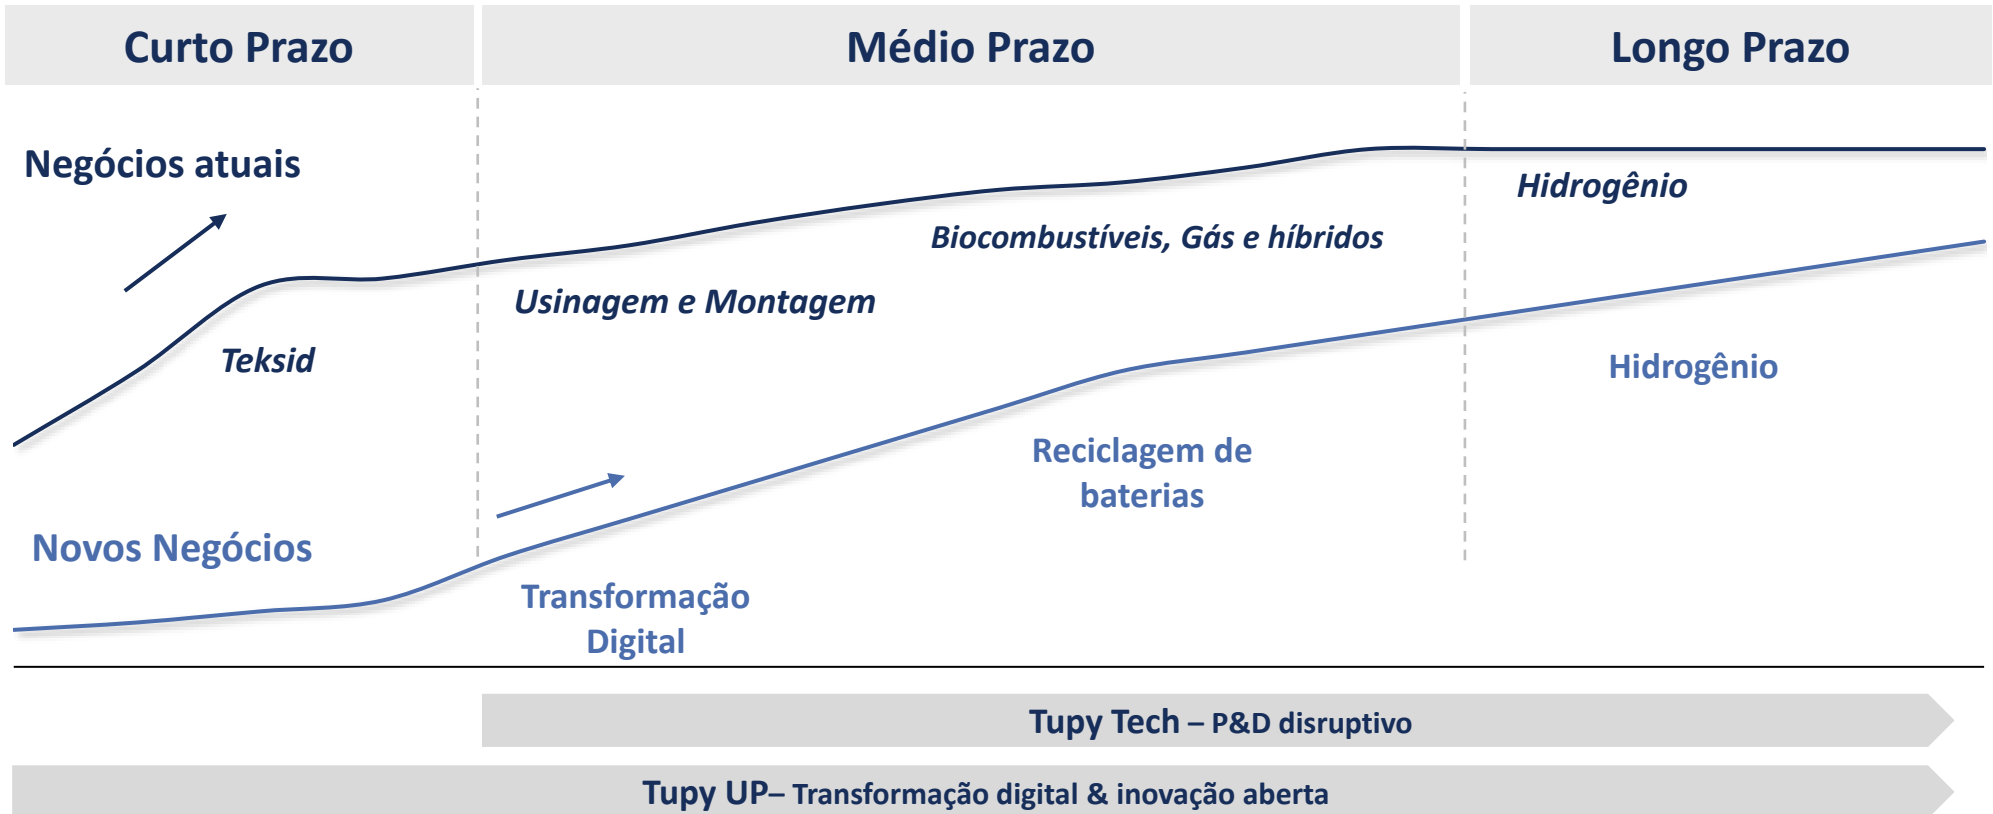 Curto Prazo
Médio Prazo
Longo Prazo
Negócios atuais
Hidrogênio
Biocombustíveis, Gás e híbridos
Usinagem e Montagem
Teksid
Hidrogênio
Reciclagem de
baterias
Novos Negócios
Transformação
Digital
Tupy Tech – P&D disruptivo
Tupy UP– Transformação digital & inovação aberta